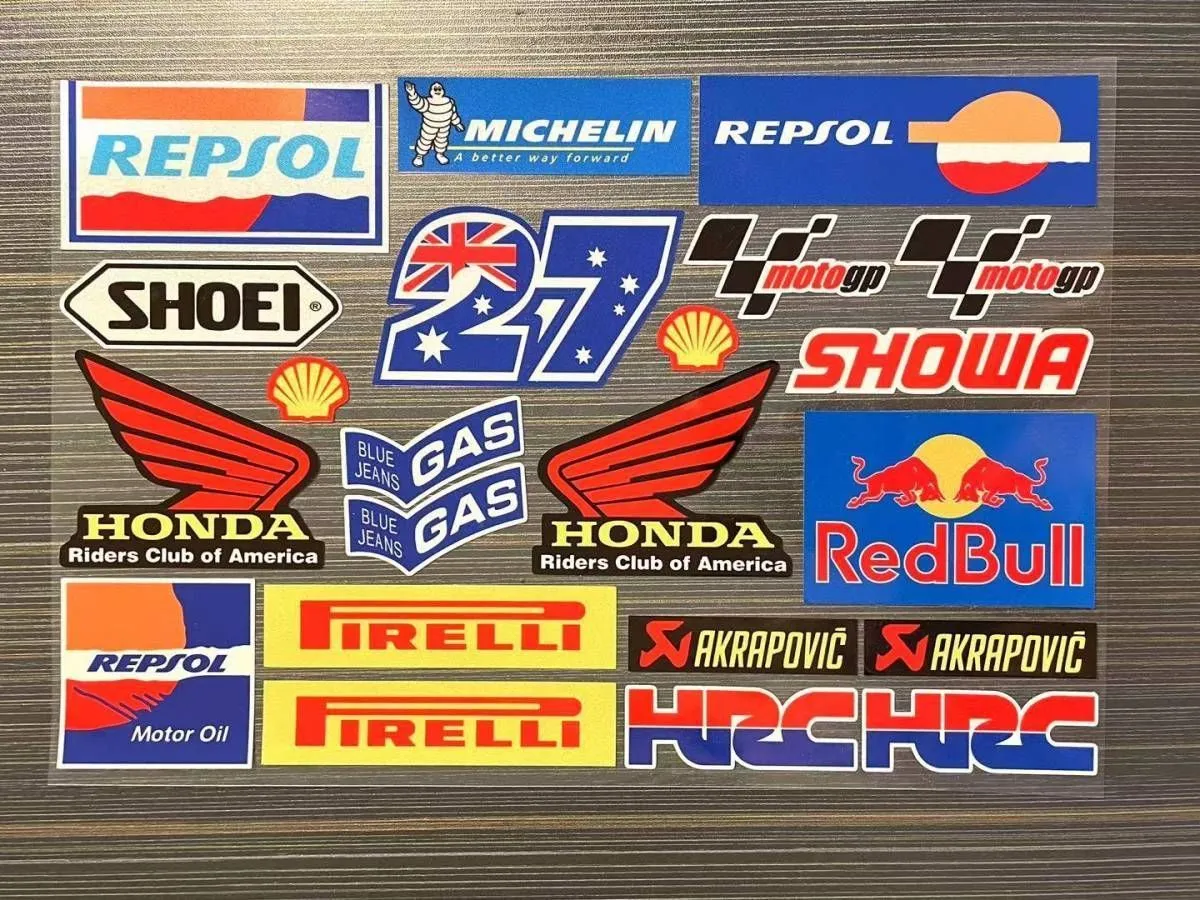 REPSOL
MICHELIN
A better way forward
REPSOL
SHOEI®
27
motogp
motogp
SHOWA
HONDA
Riders Club of America
BLUE JEANS GAS
BLUE JEANS GAS
HONDA
Riders Club of America
RedBull
REPSOL
Motor Oil
PIRELLI
PIRELLI
AKRAPOVIČ
AKRAPOVIČ
HRC
HRC